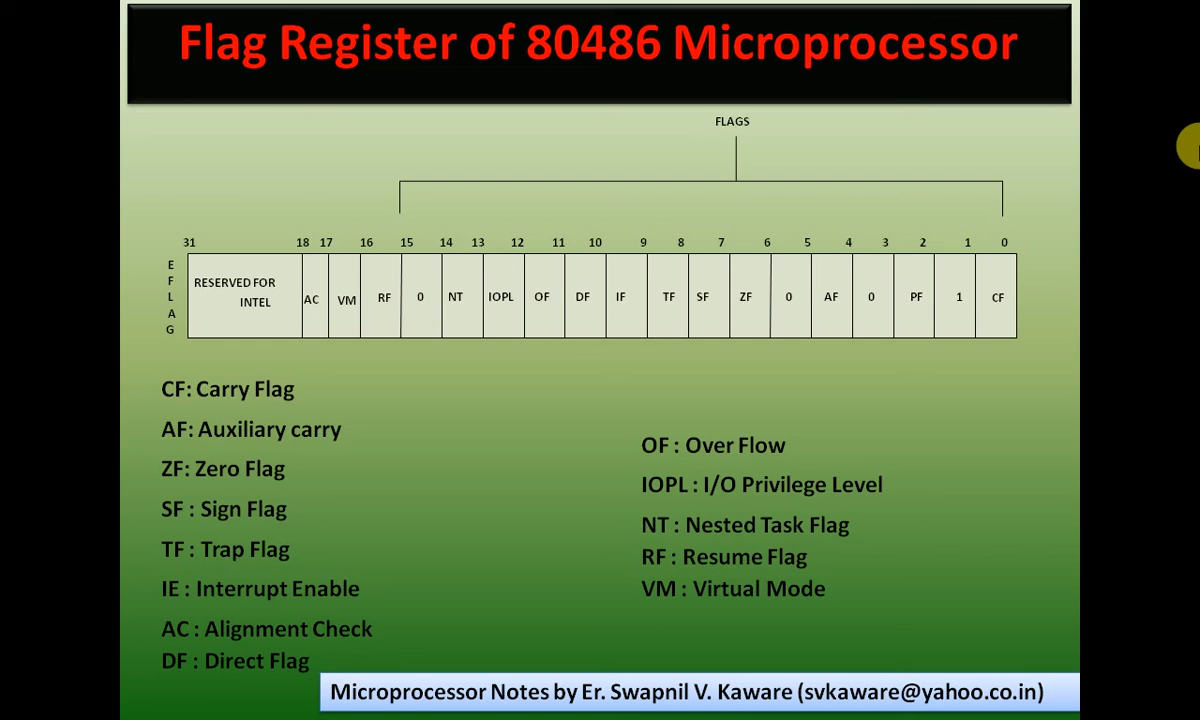 Flag Register of 80486 Microprocessor
FLAGS
31 18 17 16 15 14 13 12 11 10 9 8 7 6 5 4 3 2 1 0
E F L A G
RESERVED FOR
INTEL
AC VM RF 0 NT IOPL OF DF IF TF SF ZF 0 AF 0 PF 1 CF
CF: Carry Flag
AF: Auxiliary carry
ZF: Zero Flag
SF : Sign Flag
TF : Trap Flag
IE : Interrupt Enable
AC : Alignment Check
DF : Direct Flag
OF : Over Flow
IOPL : I/O Privilege Level
NT : Nested Task Flag
RF : Resume Flag
VM : Virtual Mode
Microprocessor Notes by Er. Swapnil V. Kaware (svkaware@yahoo.co.in)